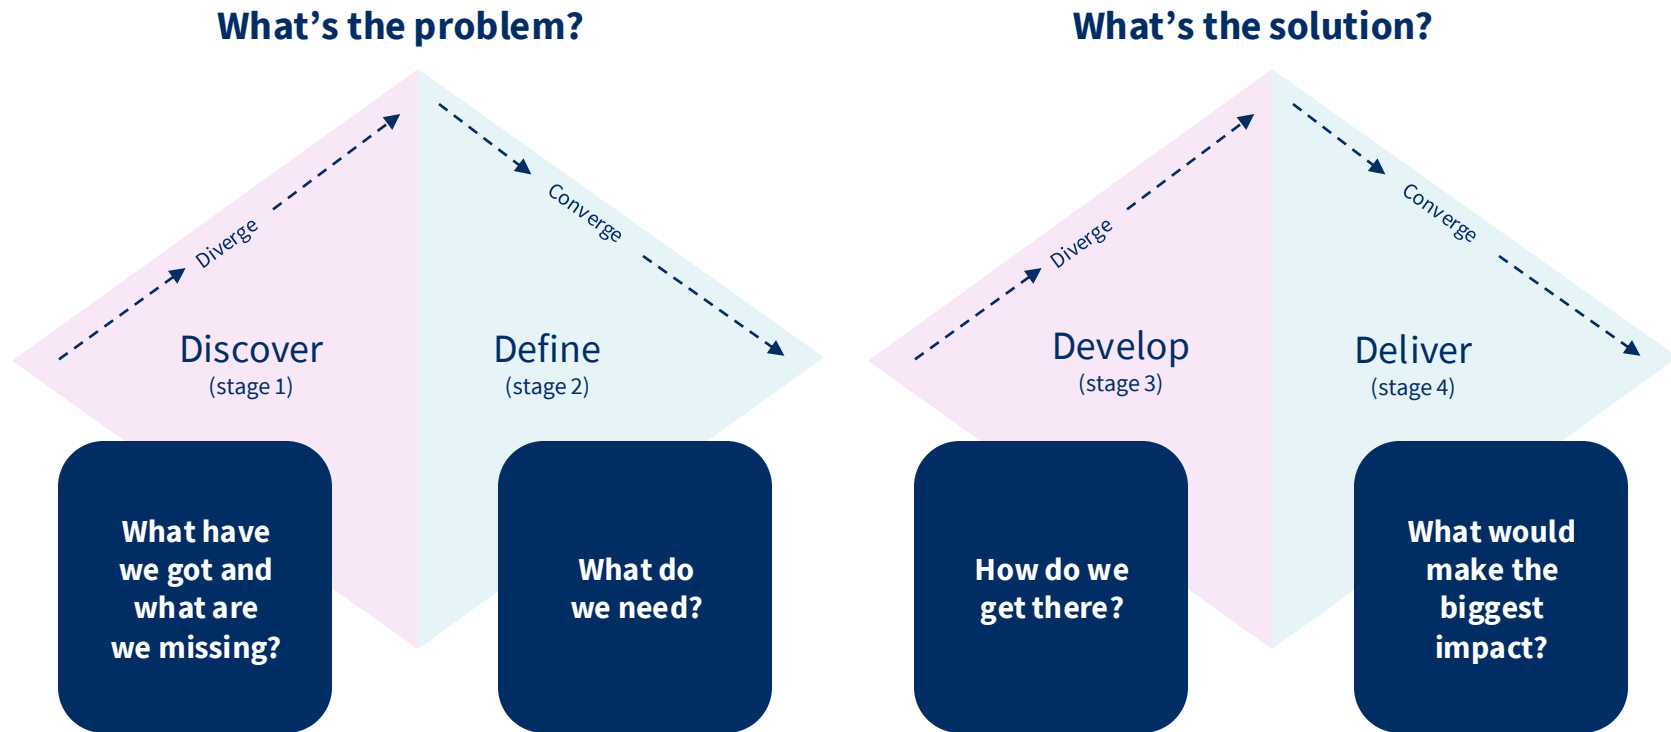 What’s the problem?
What’s the solution?
Diverge
Converge
Diverge
Converge
Discover
(stage 1)
Define
(stage 2)
Develop
(stage 3)
Deliver
(stage 4)
What have
we got and
what are
we missing?
What do
we need?
How do we
get there?
What would
make the
biggest
impact?